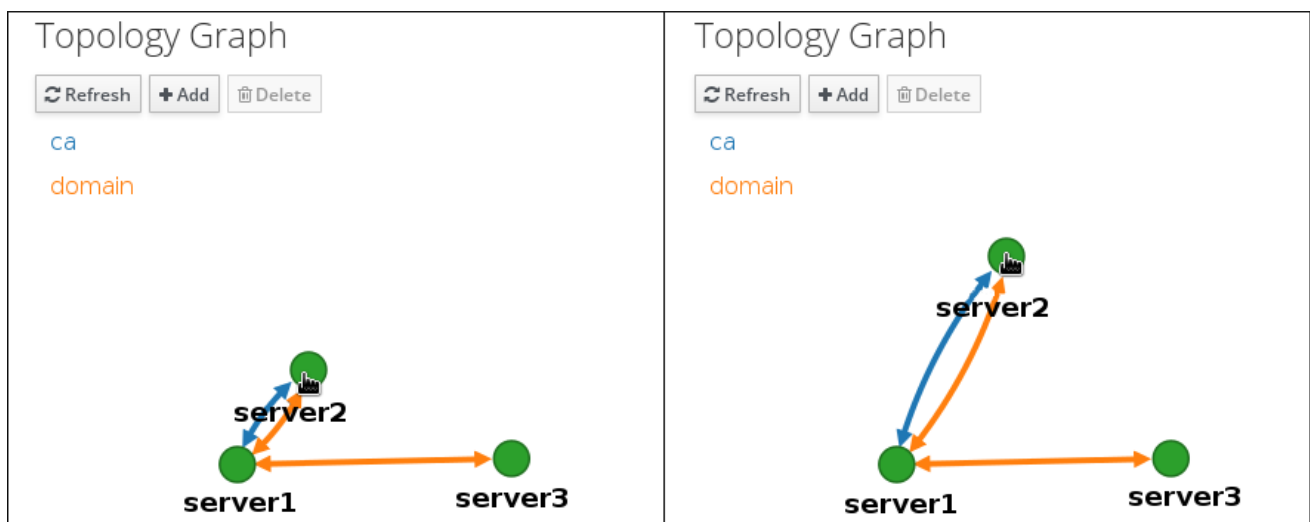 Topology Graph
Refresh Add Delete
ca
domain
server2
server1
server3
Topology Graph
Refresh Add Delete
ca
domain
server2
server1
server3